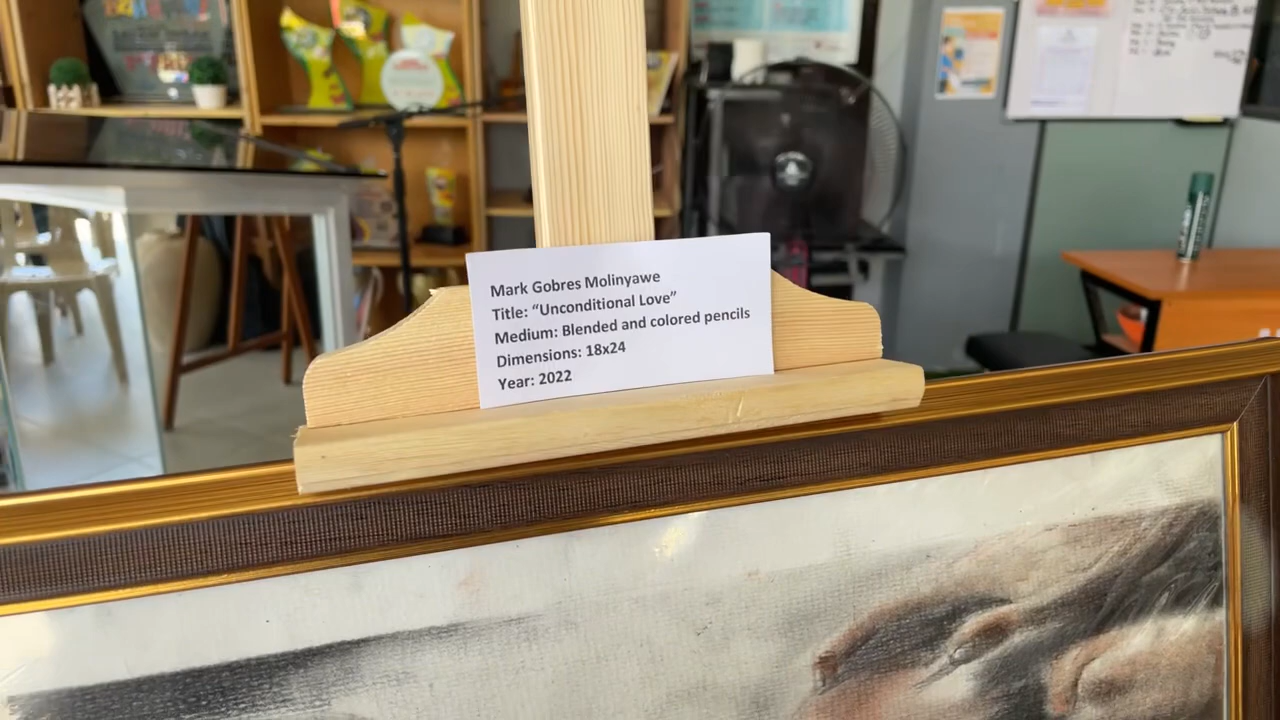 Mark Gobres Molinyawe
Title: “Unconditional Love”
Medium: Blended and colored pencils
Dimensions: 18x24
Year: 2022